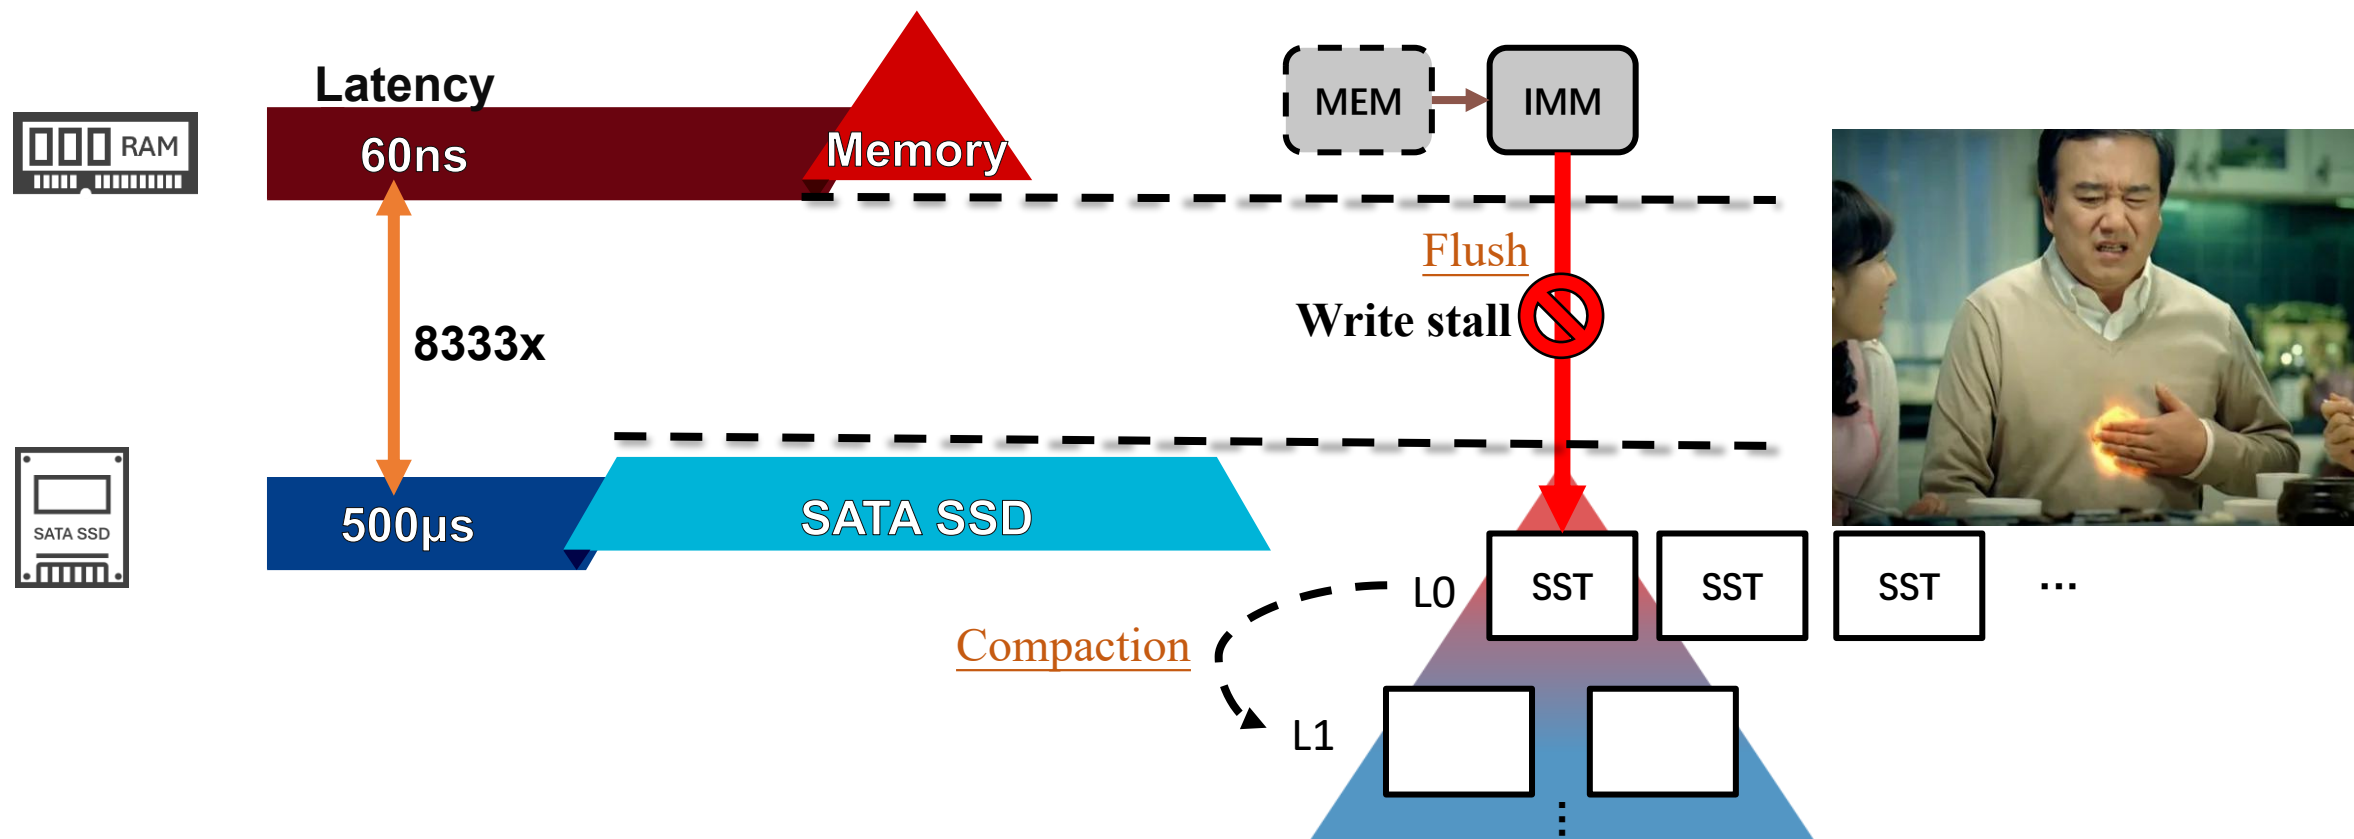 Latency
RAM
60ns
Memory
MEM
IMM
Flush
8333x
Write stall
SATA SSD
500μs
SATA SSD
L0
SST
SST
SST
...
Compaction
L1
...